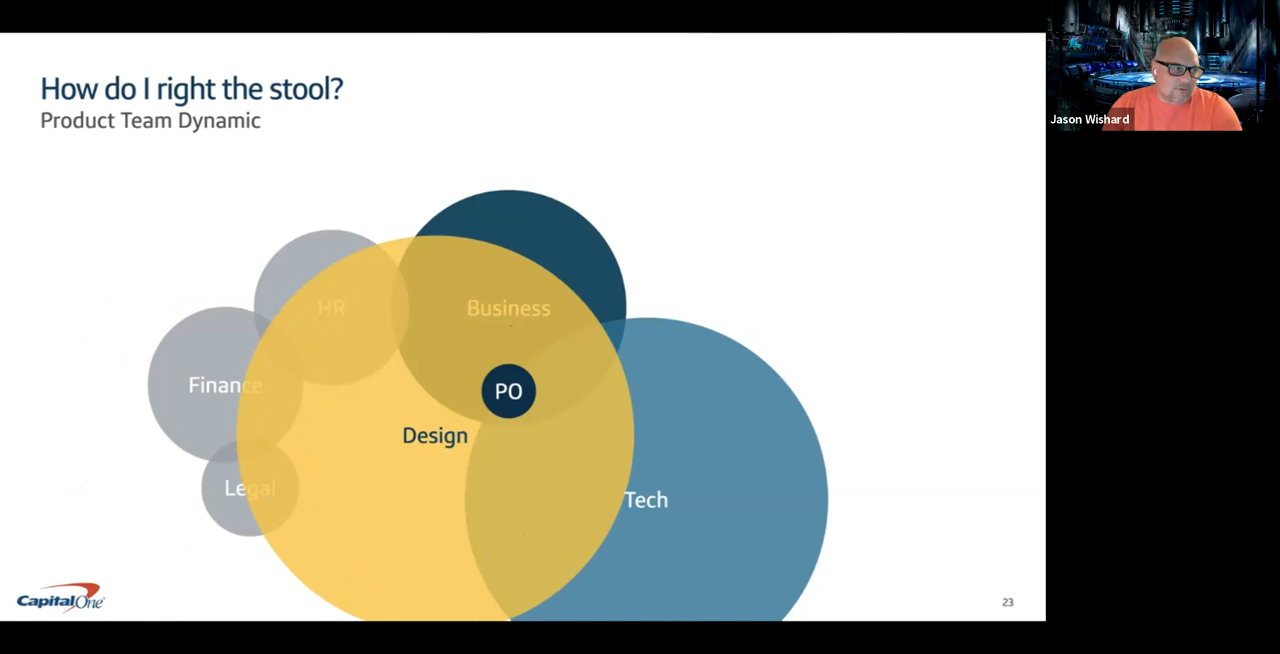 How do I right the stool?
Product Team Dynamic
HR
Business
Finance
PO
Design
Legal
Tech
Capital One
23
Jason Wishard